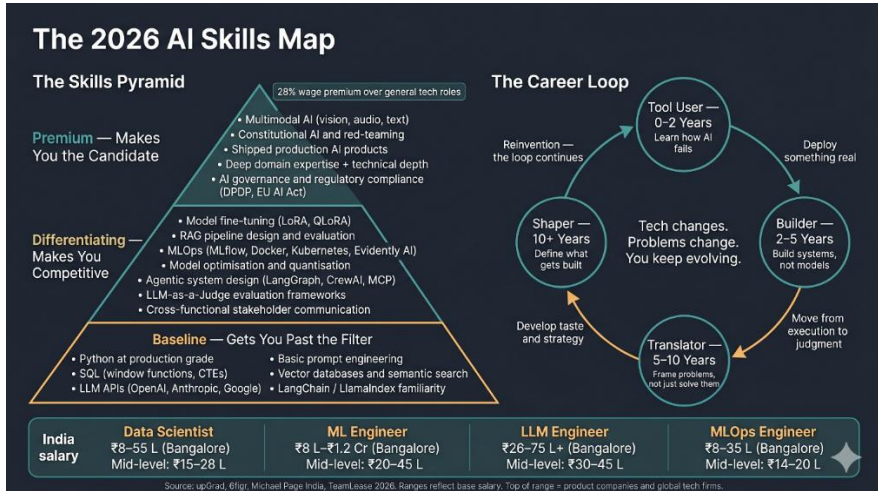 The 2026 AI Skills Map
The Skills Pyramid
28% wage premium over general tech roles
Premium — Makes
You the Candidate
• Multimodal AI (vision, audio, text)
• Constitutional AI and red-teaming
• Shipped production AI products
• Deep domain expertise + technical depth
• AI governance and regulatory compliance
(DPDP, EU AI Act)
Differentiating —
Makes You
Competitive
• Model fine-tuning (LoRA, QLoRA)
• RAG pipeline design and evaluation
• MLOps (MLflow, Docker, Kubernetes, Evidently AI)
• Model optimisation and quantisation
• Agentic system design (LangGraph, CrewAI, MCP)
• LLM-as-a-Judge evaluation frameworks
• Cross-functional stakeholder communication
Baseline — Gets You Past the Filter
• Python at production grade
• SQL (window functions, CTEs)
• LLM APIs (OpenAI, Anthropic, Google)
• Basic prompt engineering
• Vector databases and semantic search
• LangChain / LlamaIndex familiarity
The Career Loop
Tool User —
0–2 Years
Learn how AI
fails
Deploy
something real
Builder —
2–5 Years
Build systems,
not models
Move from
execution to
judgment
Translator —
5–10 Years
Frame problems,
not just solve them
Develop taste
and strategy
Shaper —
10+ Years
Define what
gets built
Reinvention —
the loop continues
Tech changes.
Problems change.
You keep evolving.
India
salary
Data Scientist
₹8–55 L (Bangalore)
Mid-level: ₹15–28 L
ML Engineer
₹8 L–₹1.2 Cr (Bangalore)
Mid-level: ₹20–45 L
LLM Engineer
₹26–75 L+ (Bangalore)
Mid-level: ₹30–45 L
MLOps Engineer
₹8–35 L (Bangalore)
Mid-level: ₹14–20 L
Source: upGrad, 6figr, Michael Page India, TeamLease 2026. Ranges reflect base salary. Top of range = product companies and global tech firms.